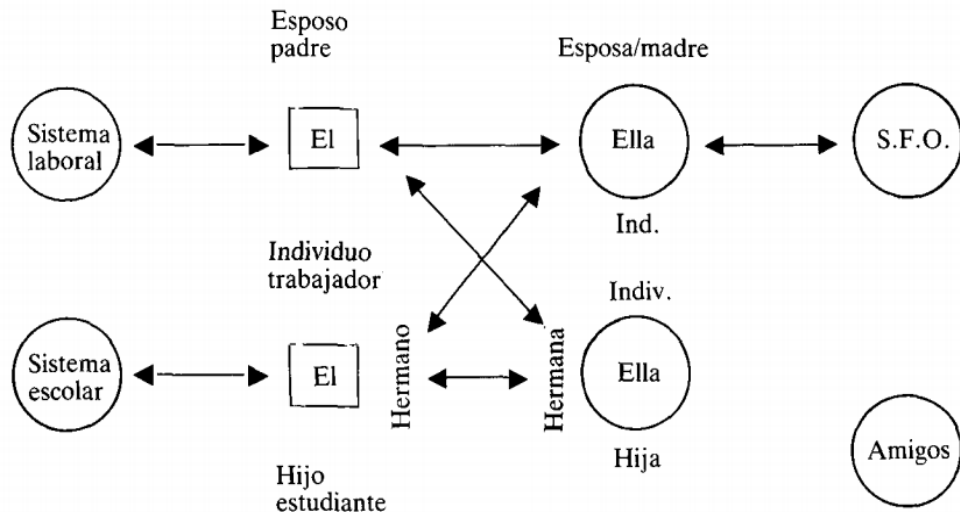 Esposo
padre
Esposa/madre
Sistema
laboral
El
Ella
S.F.O.
Ind.
Individuo
trabajador
Indiv.
Sistema
escolar
El
Hermano
Hermana
Ella
Hijo
estudiante
Hija
Amigos